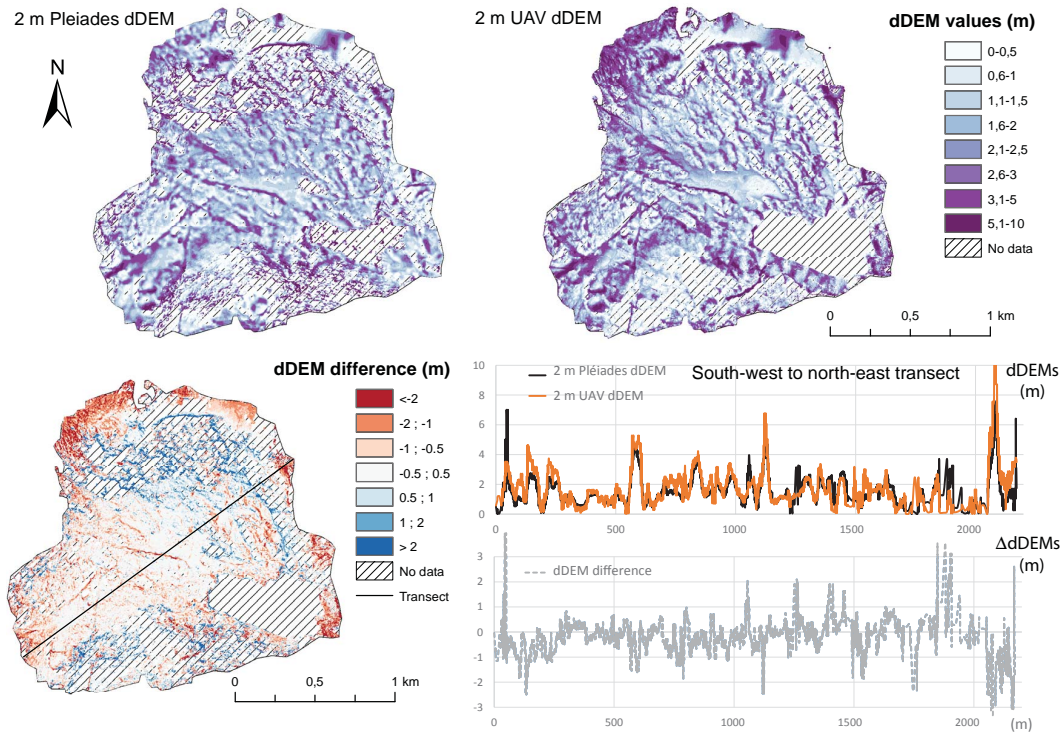 2 m Pleiades dDEM
2 m UAV dDEM
dDEM values (m)
N
0-0,5
0,6-1
1,1-1,5
1,6-2
2,1-2,5
2,6-3
3,1-5
5,1-10
No data
0 0,5 1 km
dDEM difference (m)
<-2
-2 ; -1
-1 ; -0.5
-0.5 ; 0.5
0.5 ; 1
1 ; 2
> 2
No data
Transect
0 0,5 1 km
2 m Pléiades dDEM
2 m UAV dDEM
South-west to north-east transect
dDEMs
(m)
10
8
6
4
2
0
0 500 1000 1500 2000
ΔdDEMs
(m)
dDEM difference
3
2
1
0
-1
-2
-3
0 500 1000 1500 2000 (m)